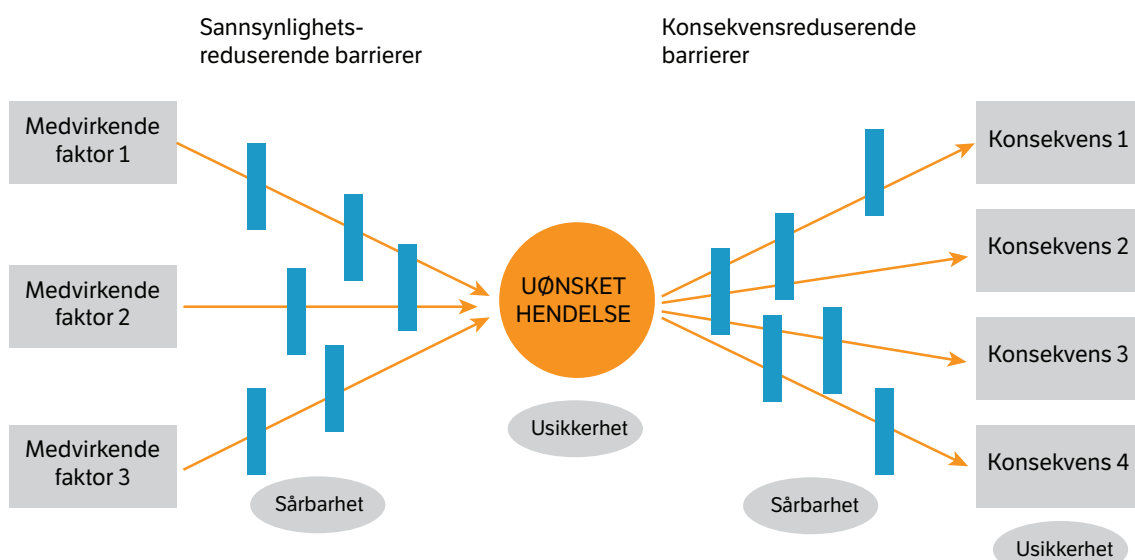 Sannsynlighets-
reduserende barrierer
Konsekvensreduserende
barrierer
Medvirkende
faktor 1
Medvirkende
faktor 2
Medvirkende
faktor 3
UØNSKET
HENDELSE
Usikkerhet
Sårbarhet
Sårbarhet
Konsekvens 1
Konsekvens 2
Konsekvens 3
Konsekvens 4
Usikkerhet